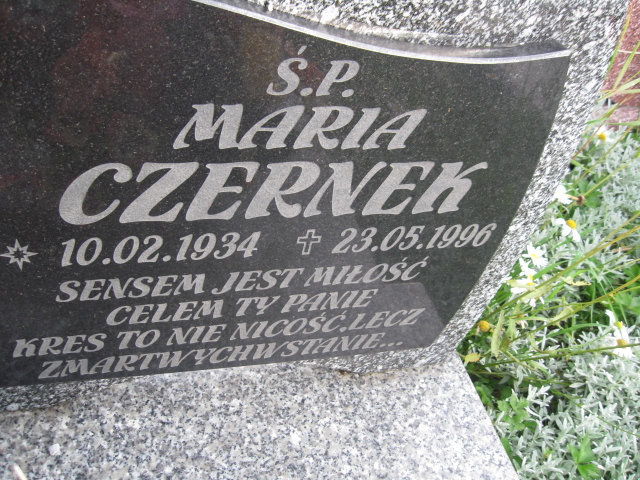 Ś.P.
MARIA
CZERNEK
10.02.1934 23.05.1996
SENSEM JEST MIŁOŚĆ
CELEM TY PANIE
KRES TO NIE NICOŚĆ,LECZ
ZMARTWYCHWSTANIE...